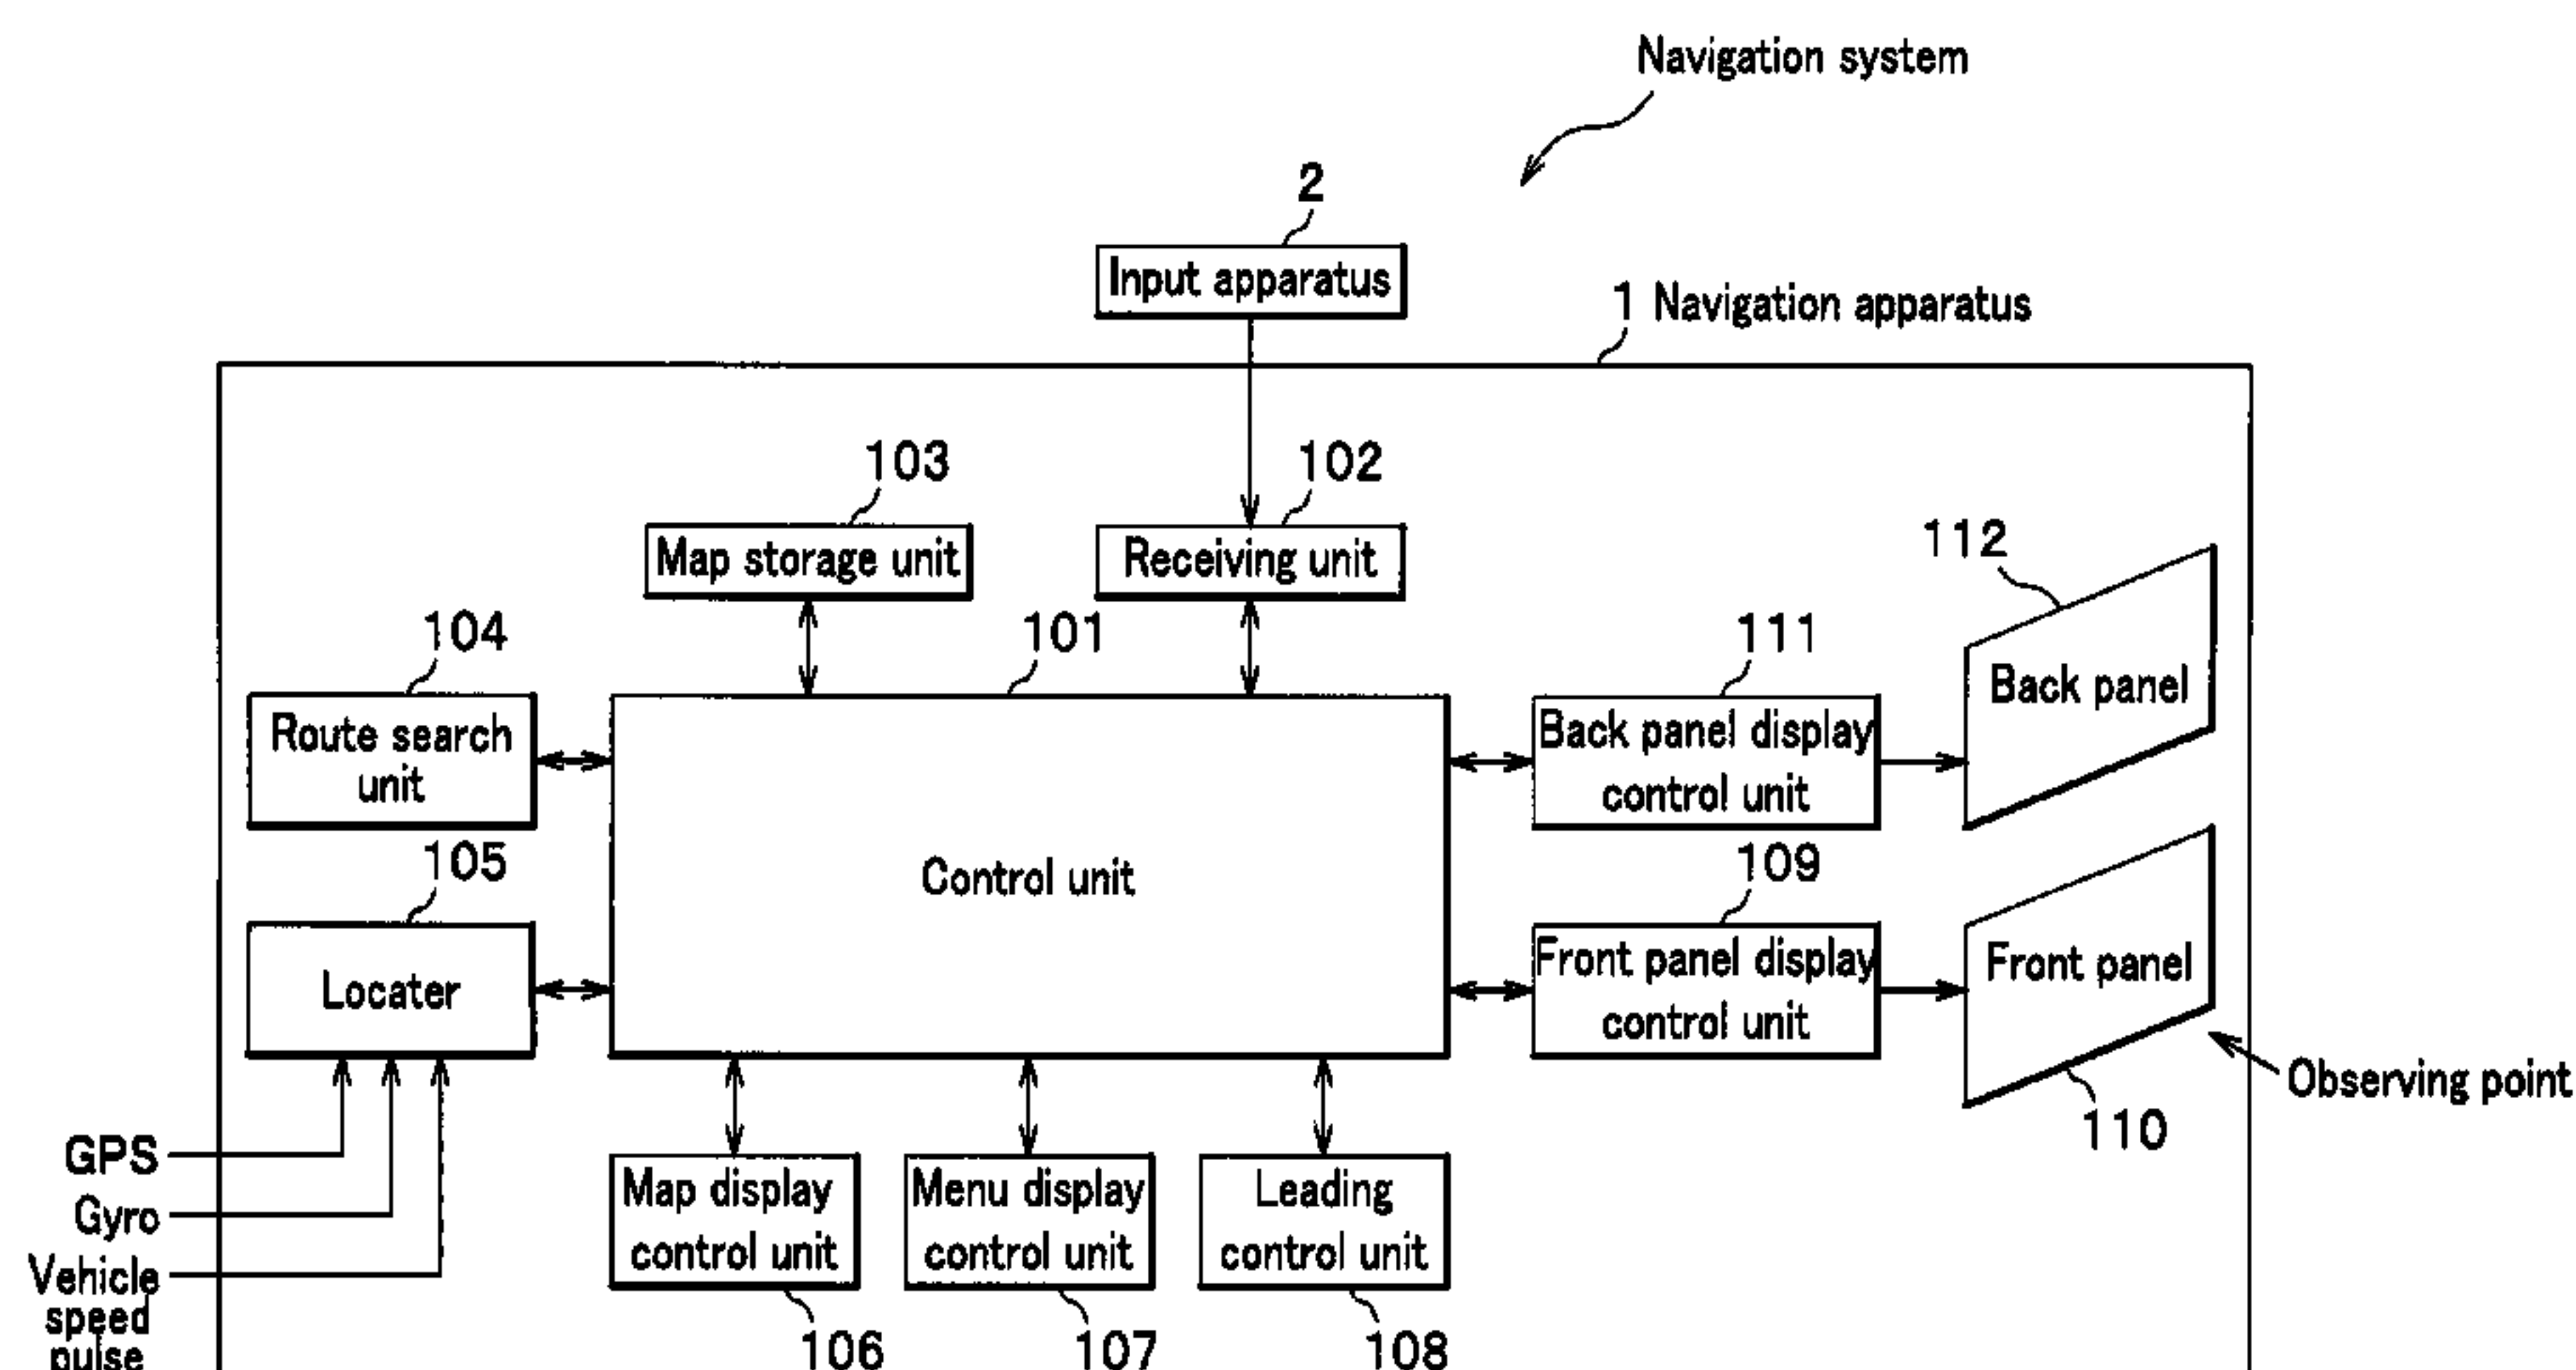 Navigation system
2
Input apparatus
1 Navigation apparatus
103
102
Map storage unit
Receiving unit
112
104
101
111
Route search
unit
Back panel display
control unit
Back panel
105
109
Locater
Control unit
Front panel display
control unit
Front panel
Observing point
110
GPS
Gyro
Vehicle
speed
pulse
Map display
control unit
Menu display
control unit
Leading
control unit
106
107
108